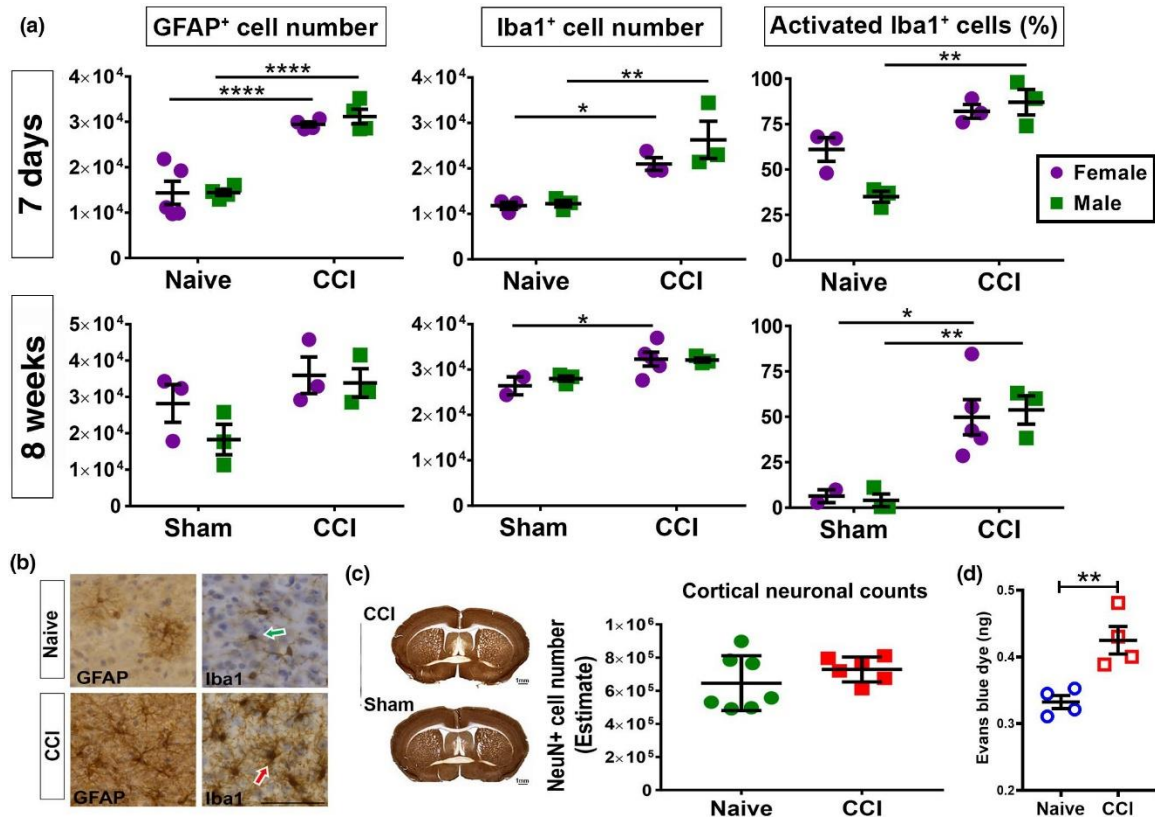 (a)
GFAP⁺ cell number
Iba1⁺ cell number
Activated Iba1⁺ cells (%)
7 days
4×10⁴
3×10⁴
2×10⁴
1×10⁴
0
****
****
Naive
CCI
4×10⁴
3×10⁴
2×10⁴
1×10⁴
0
**
*
Naive
CCI
100
75
50
25
0
**
Naive
CCI
Female
Male
8 weeks
5×10⁴
4×10⁴
3×10⁴
2×10⁴
1×10⁴
0
Sham
CCI
4×10⁴
3×10⁴
2×10⁴
1×10⁴
0
*
Sham
CCI
100
75
50
25
0
*
**
Sham
CCI
(b)
Naive
GFAP
Iba1
CCI
GFAP
Iba1
(c)
CCI
1mm
Sham
1mm
Cortical neuronal counts
NeuN+ cell number
(Estimate)
1×10⁶
8×10⁵
6×10⁵
4×10⁵
2×10⁵
0
Naive
CCI
(d)
Evans blue dye (ng)
0.5
0.4
0.3
0.2
**
Naive
CCI